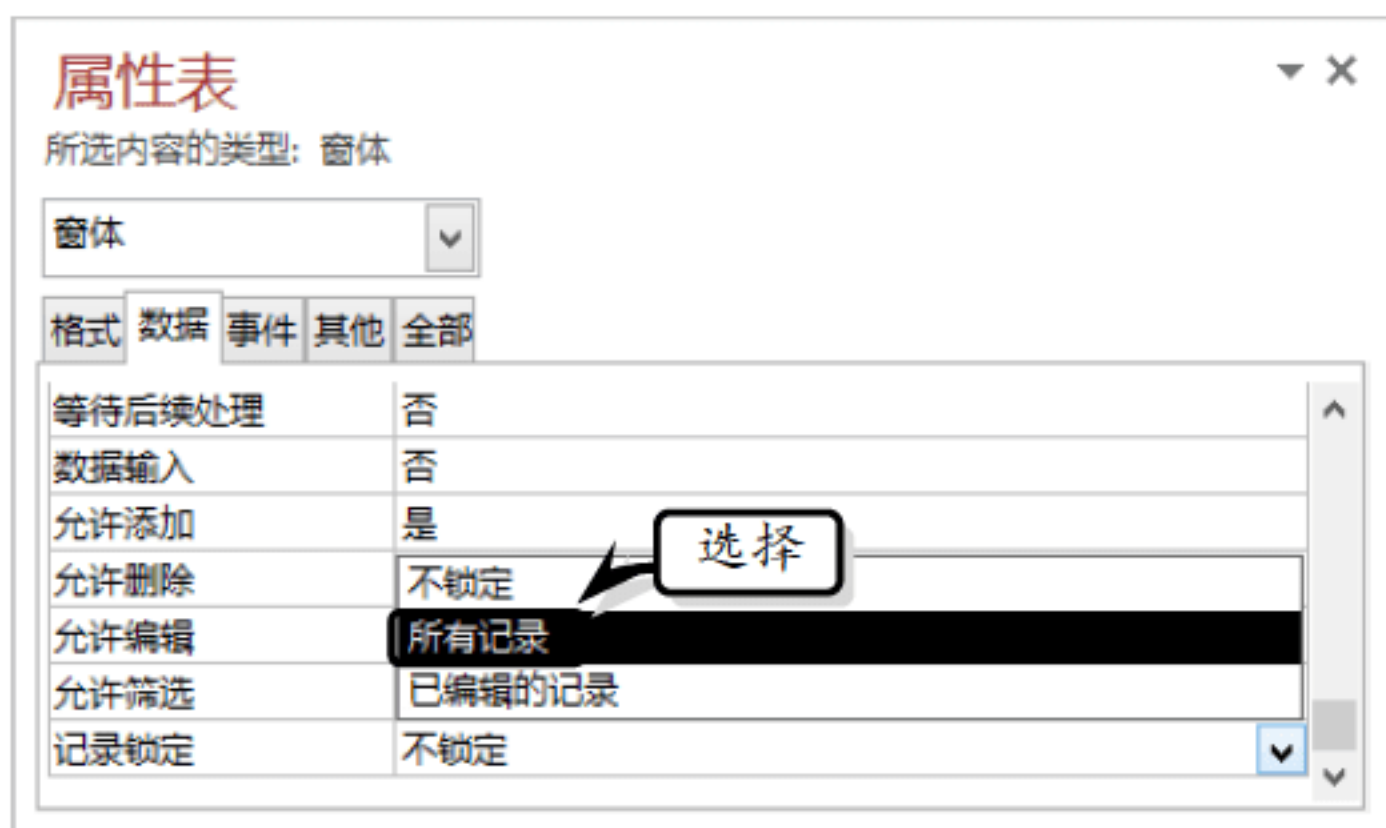 属性表
所选内容的类型: 窗体
窗体
格式 数据 事件 其他 全部
等待后续处理 否
数据输入 否
允许添加 是
选择
允许删除 不锁定
允许编辑 所有记录
允许筛选 已编辑的记录
记录锁定 不锁定